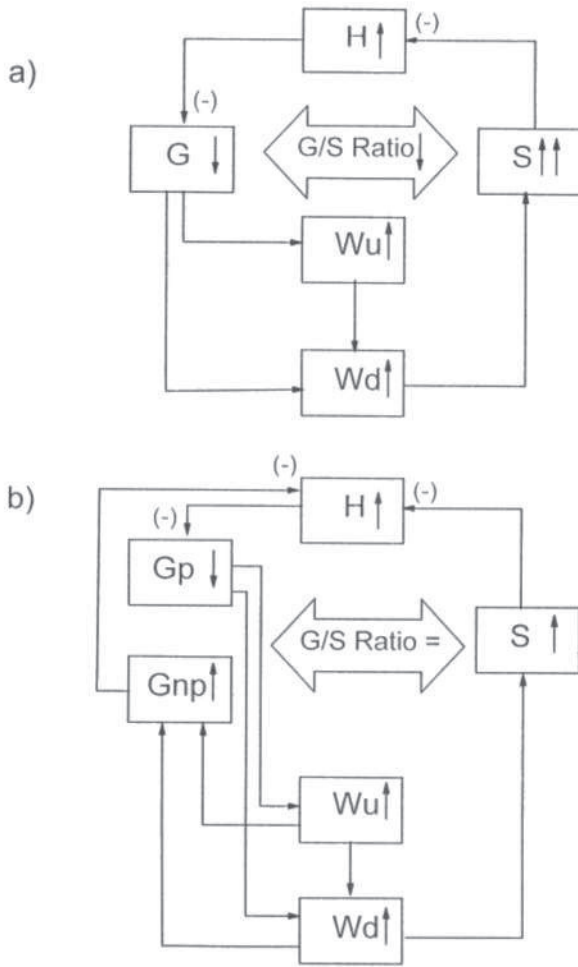 a)
H↑
(-)
(-)
G ↓
G/S Ratio↓
S↑↑
Wu↑
Wd↑
b)
(-)
H↑
(-)
(-)
Gp ↓
G/S Ratio =
S ↑
Gnp↑
Wu↑
Wd↑